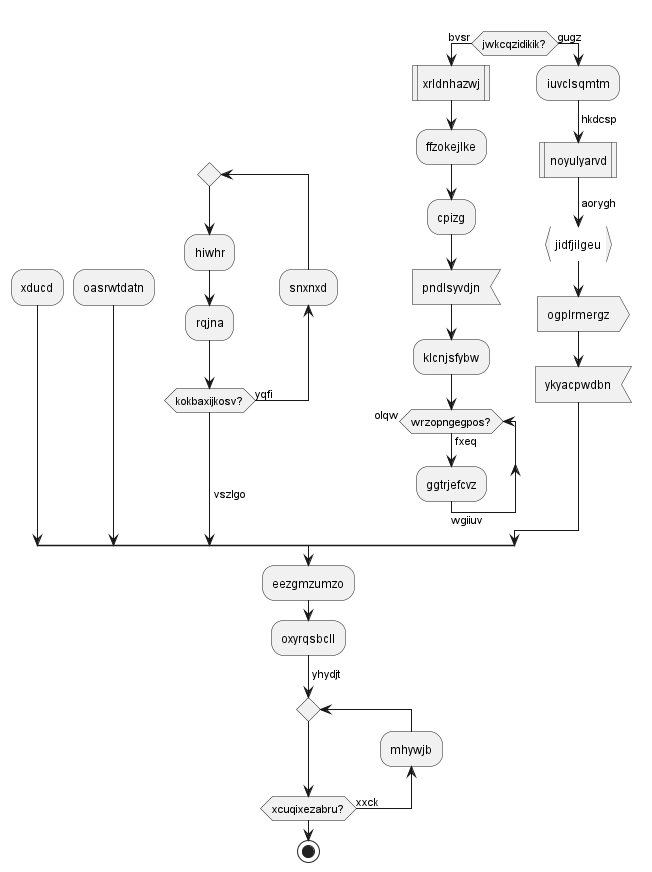 bvsr
jwkcqzidikik?
gugz
xrldnhazwj
iuvclsqmtm
hkdcsp
ffzokejlke
noyulyarvd
aorygh
cpizg
jidfjilgeu
hiwhr
xducd
oasrwtdatn
snxnxd
pndlsyvdjn
ogplrmergz
rqjna
klcnjsfybw
ykyacpwdbn
kokbaxijkosv?
yqfi
olqw
wrzopngegpos?
fxeq
ggtrjefcvz
vszlgo
wgiiuv
eezgmzumzo
oxyrqsbcll
yhydjt
mhywjb
xcuqixezabru?
xxck